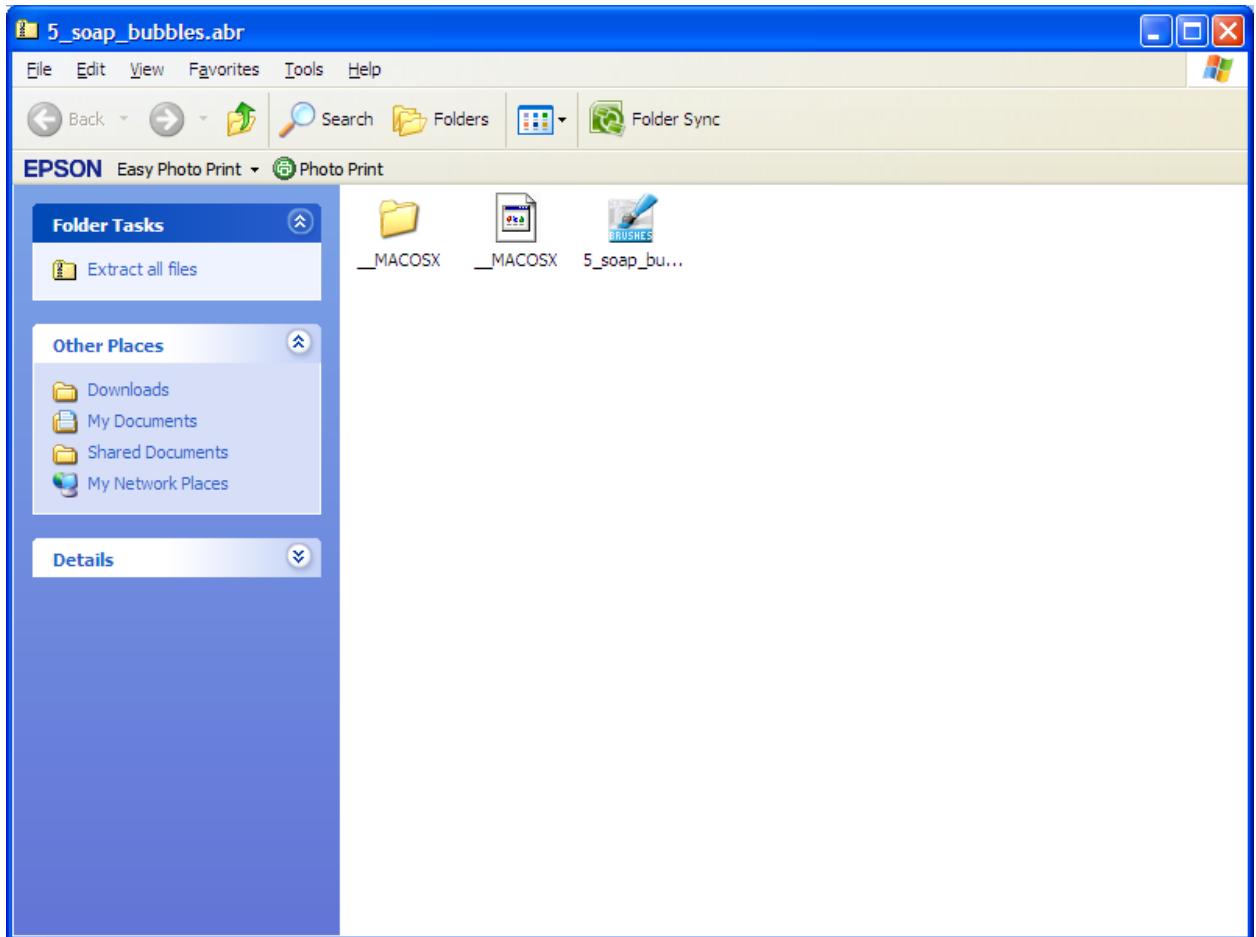 5_soap_bubbles.abr
File Edit View Favorites Tools Help
Back Search Folders Folder Sync
EPSON Easy Photo Print Photo Print
Folder Tasks
Extract all files
Other Places
Downloads
My Documents
Shared Documents
My Network Places
Details
BRUSHES
__MACOSX __MACOSX 5_soap_bu...